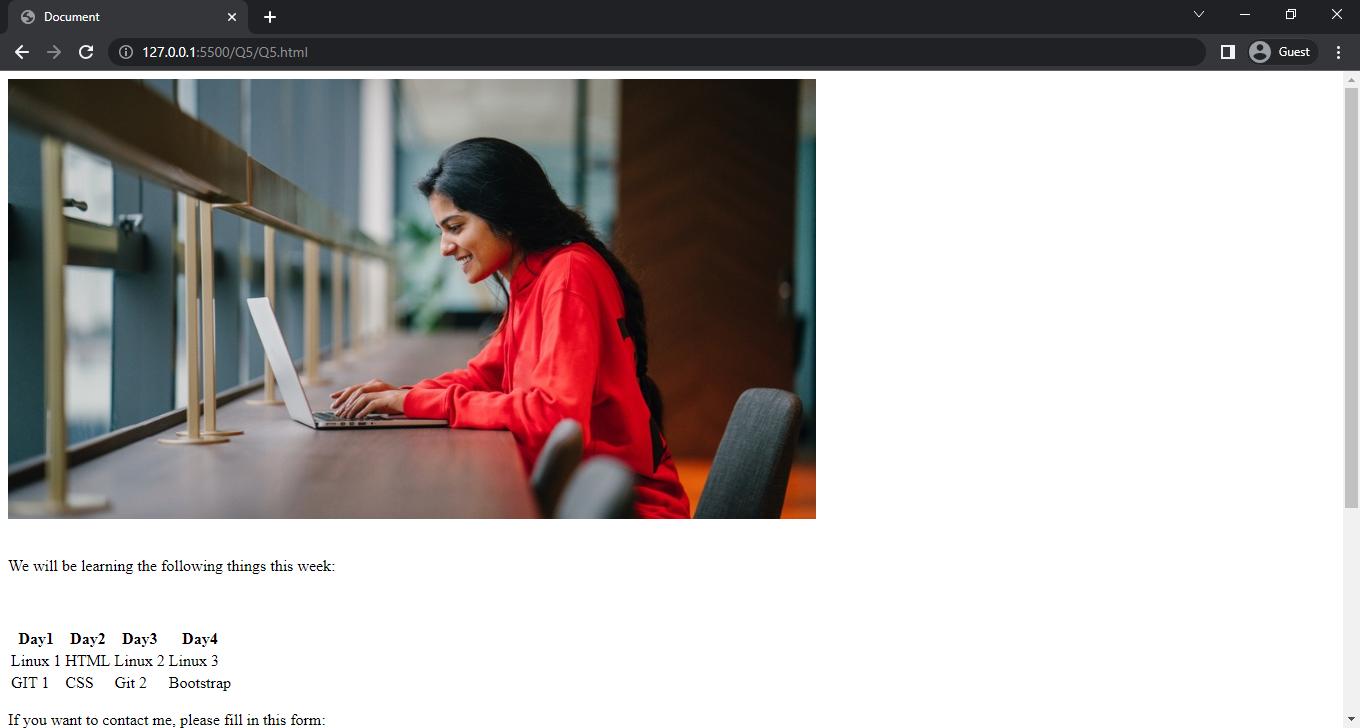 Document
127.0.0.1:5500/Q5/Q5.html
Guest
We will be learning the following things this week:
Day1 Day2 Day3 Day4
Linux 1 HTML Linux 2 Linux 3
GIT 1 CSS Git 2 Bootstrap
If you want to contact me, please fill in this form: